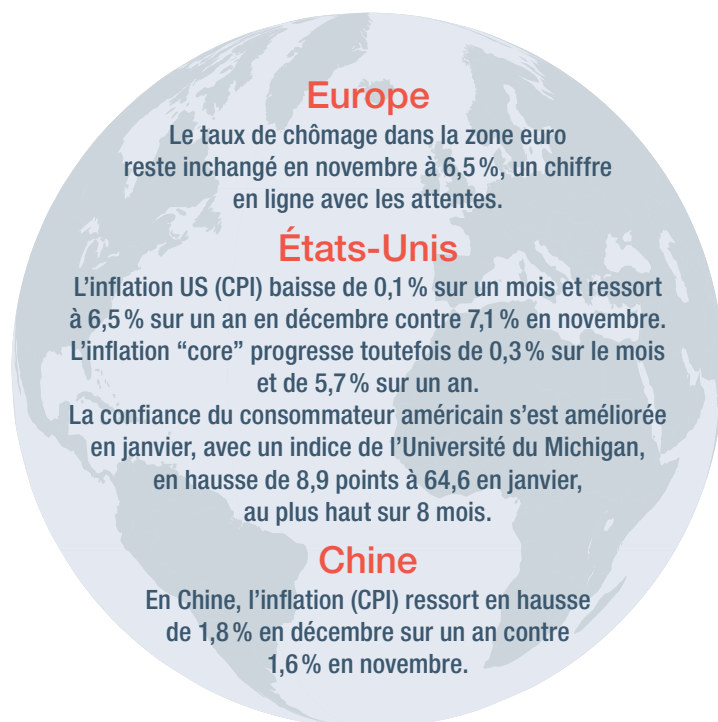 Europe
Le taux de chômage dans la zone euro
reste inchangé en novembre à 6,5 %, un chiffre
en ligne avec les attentes.
États-Unis
L’inflation US (CPI) baisse de 0,1 % sur un mois et ressort
à 6,5 % sur un an en décembre contre 7,1 % en novembre.
L’inflation “core” progresse toutefois de 0,3 % sur le mois
et de 5,7 % sur un an.
La confiance du consommateur américain s’est améliorée
en janvier, avec un indice de l’Université du Michigan,
en hausse de 8,9 points à 64,6 en janvier,
au plus haut sur 8 mois.
Chine
En Chine, l’inflation (CPI) ressort en hausse
de 1,8 % en décembre sur un an contre
1,6 % en novembre.